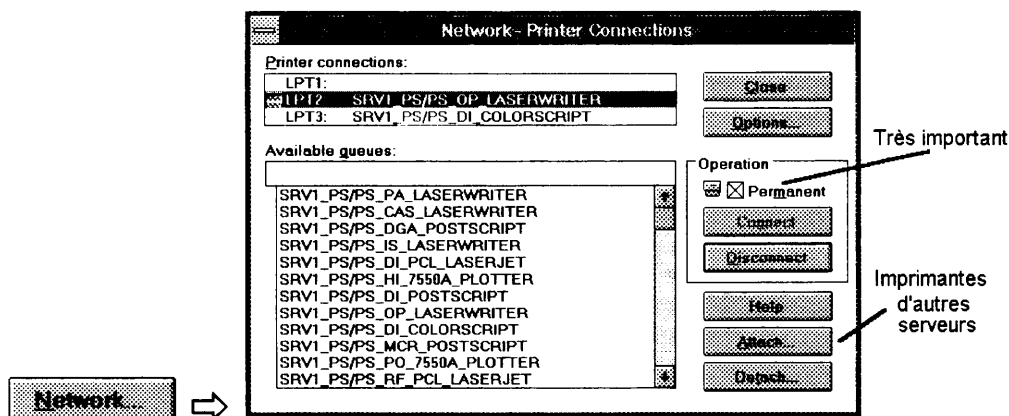 Network - Printer Connections
Printer connections:
LPT1:
LPT2 SRV1_PS/PS_OP_LASERWRITER
LPT3: SRV1_PS/PS_DI_COLORSCRIPT
Close
Options...
Available queues:
SRV1_PS/PS_PA_LASERWRITER
SRV1_PS/PS_CAS_LASERWRITER
SRV1_PS/PS_DGA_POSTSCRIPT
SRV1_PS/PS_IS_LASERWRITER
SRV1_PS/PS_DI_PCL_LASERJET
SRV1_PS/PS_HI_7550A_PLOTTER
SRV1_PS/PS_DI_POSTSCRIPT
SRV1_PS/PS_OP_LASERWRITER
SRV1_PS/PS_DI_COLORSCRIPT
SRV1_PS/PS_MCR_POSTSCRIPT
SRV1_PS/PS_PO_7550A_PLOTTER
SRV1_PS/PS_RF_PCL_LASERJET
Operation
Permanent
Connect
Disconnect
Help
Attach...
Detach...
Très important
Imprimantes
d'autres
serveurs
Network...